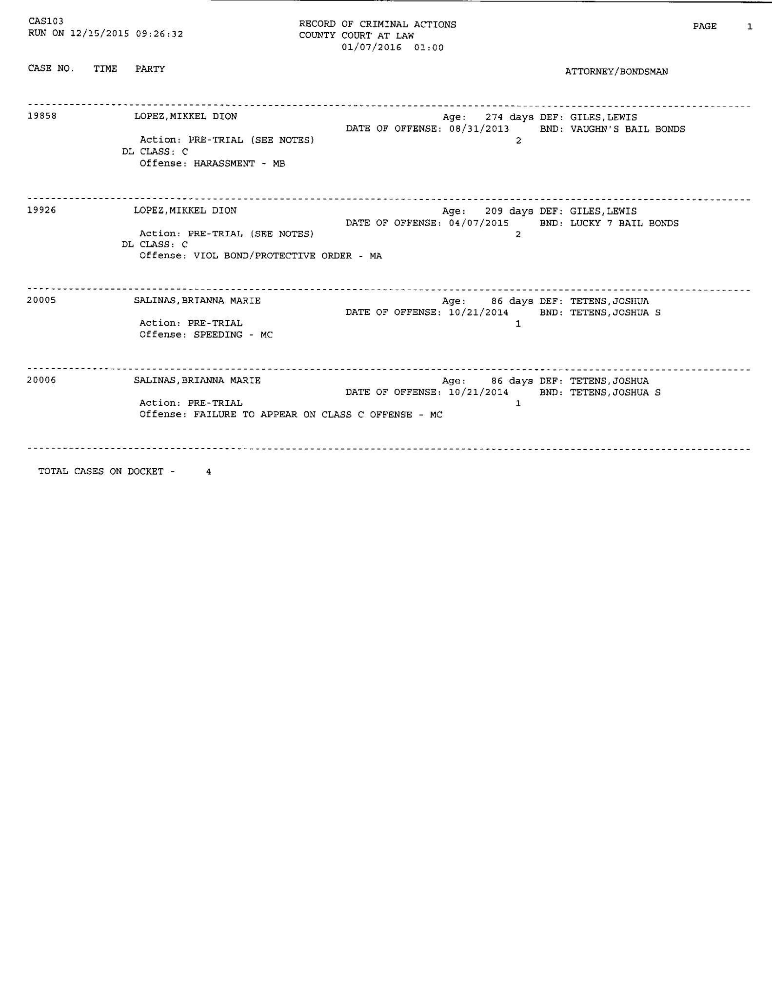 CAS103
RUN ON 12/15/2015 09:26:32
RECORD OF CRIMINAL ACTIONS
COUNTY COURT AT LAW
01/07/2016 01:00
PAGE 1
CASE NO. TIME PARTY ATTORNEY/BONDSMAN
19858 LOPEZ,MIKKEL DION Age: 274 days DEF: GILES,LEWIS
DATE OF OFFENSE: 08/31/2013 BND: VAUGHN'S BAIL BONDS
Action: PRE-TRIAL (SEE NOTES) 2
DL CLASS: C
Offense: HARASSMENT - MB
19926 LOPEZ,MIKKEL DION Age: 209 days DEF: GILES,LEWIS
DATE OF OFFENSE: 04/07/2015 BND: LUCKY 7 BAIL BONDS
Action: PRE-TRIAL (SEE NOTES) 2
DL CLASS: C
Offense: VIOL BOND/PROTECTIVE ORDER - MA
20005 SALINAS,BRIANNA MARIE Age: 86 days DEF: TETENS,JOSHUA
DATE OF OFFENSE: 10/21/2014 BND: TETENS,JOSHUA S
Action: PRE-TRIAL 1
Offense: SPEEDING - MC
20006 SALINAS,BRIANNA MARIE Age: 86 days DEF: TETENS,JOSHUA
DATE OF OFFENSE: 10/21/2014 BND: TETENS,JOSHUA S
Action: PRE-TRIAL 1
Offense: FAILURE TO APPEAR ON CLASS C OFFENSE - MC
TOTAL CASES ON DOCKET - 4